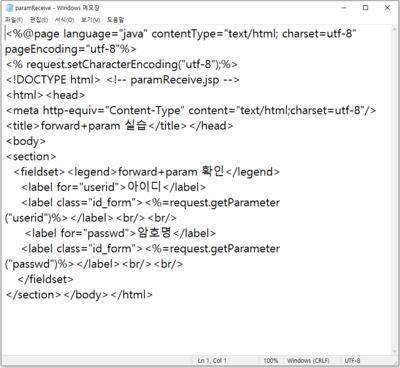 paramReceive - Windows 메모장
파일(F) 편집(E) 서식(O) 보기(V) 도움말
<%@page language="java" contentType="text/html; charset=utf-8"
pageEncoding="utf-8"%>
<% request.setCharacterEncoding("utf-8");%>
<!DOCTYPE html> <!-- paramReceive.jsp -->
<html><head>
<meta http-equiv="Content-Type" content="text/html;charset=utf-8"/>
<title>forward+param 실습</title></head>
<body>
<section>
<fieldset><legend>forward+param 확인</legend>
<label for="userid">아이디</label>
<label class="id_form"><%=request.getParameter
("userid")%></label><br/><br/>
<label for="passwd">암호명</label>
<label class="id_form"><%=request.getParameter
("passwd")%></label><br/><br/>
</fieldset>
</section></body></html>
Ln 1, Col 1 100% Windows (CRLF) UTF-8